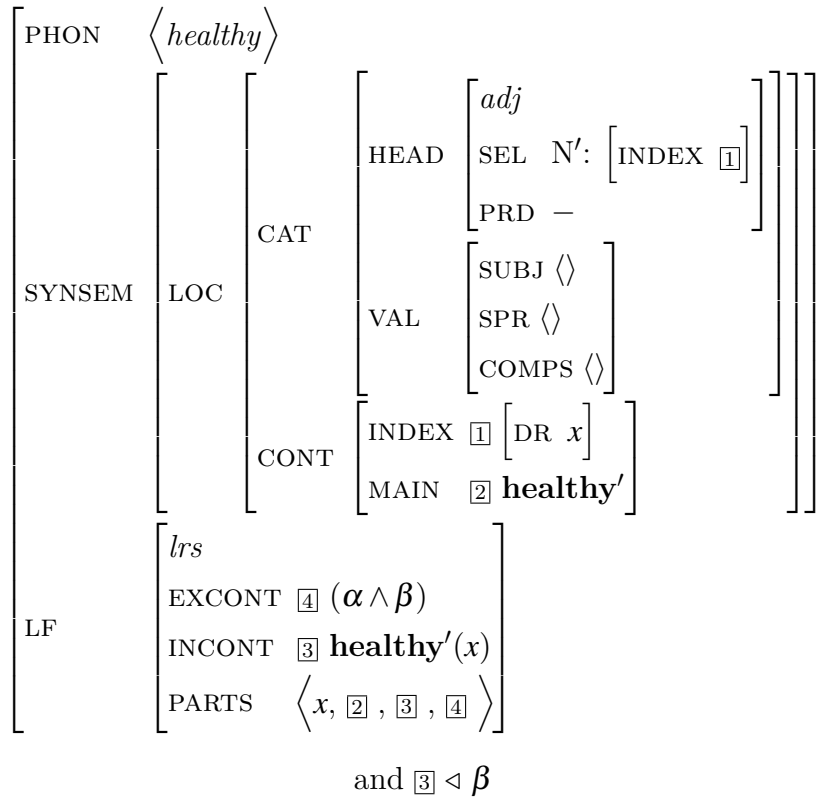 PHON ⟨healthy⟩
SYNSEM
LOC
CAT
HEAD
adj
SEL N′: [INDEX 1]
PRD −
VAL
SUBJ ⟨⟩
SPR ⟨⟩
COMPS ⟨⟩
CONT
INDEX 1 [DR x]
MAIN 2 healthy′
LF
lrs
EXCONT 4 (α ∧ β)
INCONT 3 healthy′(x)
PARTS ⟨x, 2 , 3 , 4 ⟩
and 3 ◃ β